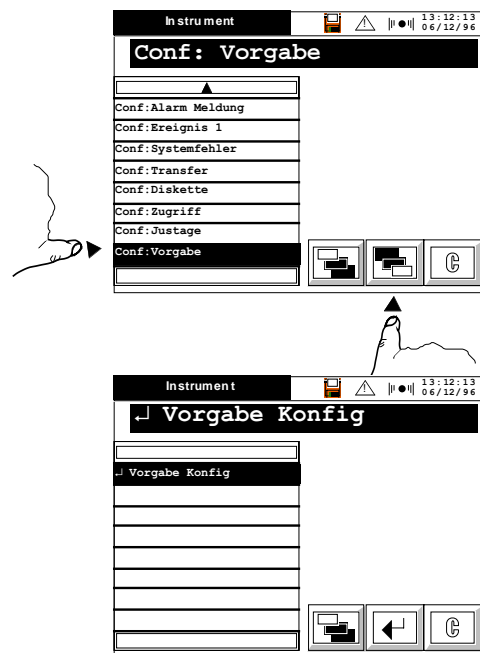 Instrument
13:12:13
06/12/96
Conf: Vorgabe
Conf:Alarm Meldung
Conf:Ereignis 1
Conf:Systemfehler
Conf:Transfer
Conf:Diskette
Conf:Zugriff
Conf:Justage
Conf:Vorgabe
C
Instrument
13:12:13
06/12/96
↵ Vorgabe Konfig
↵ Vorgabe Konfig
C